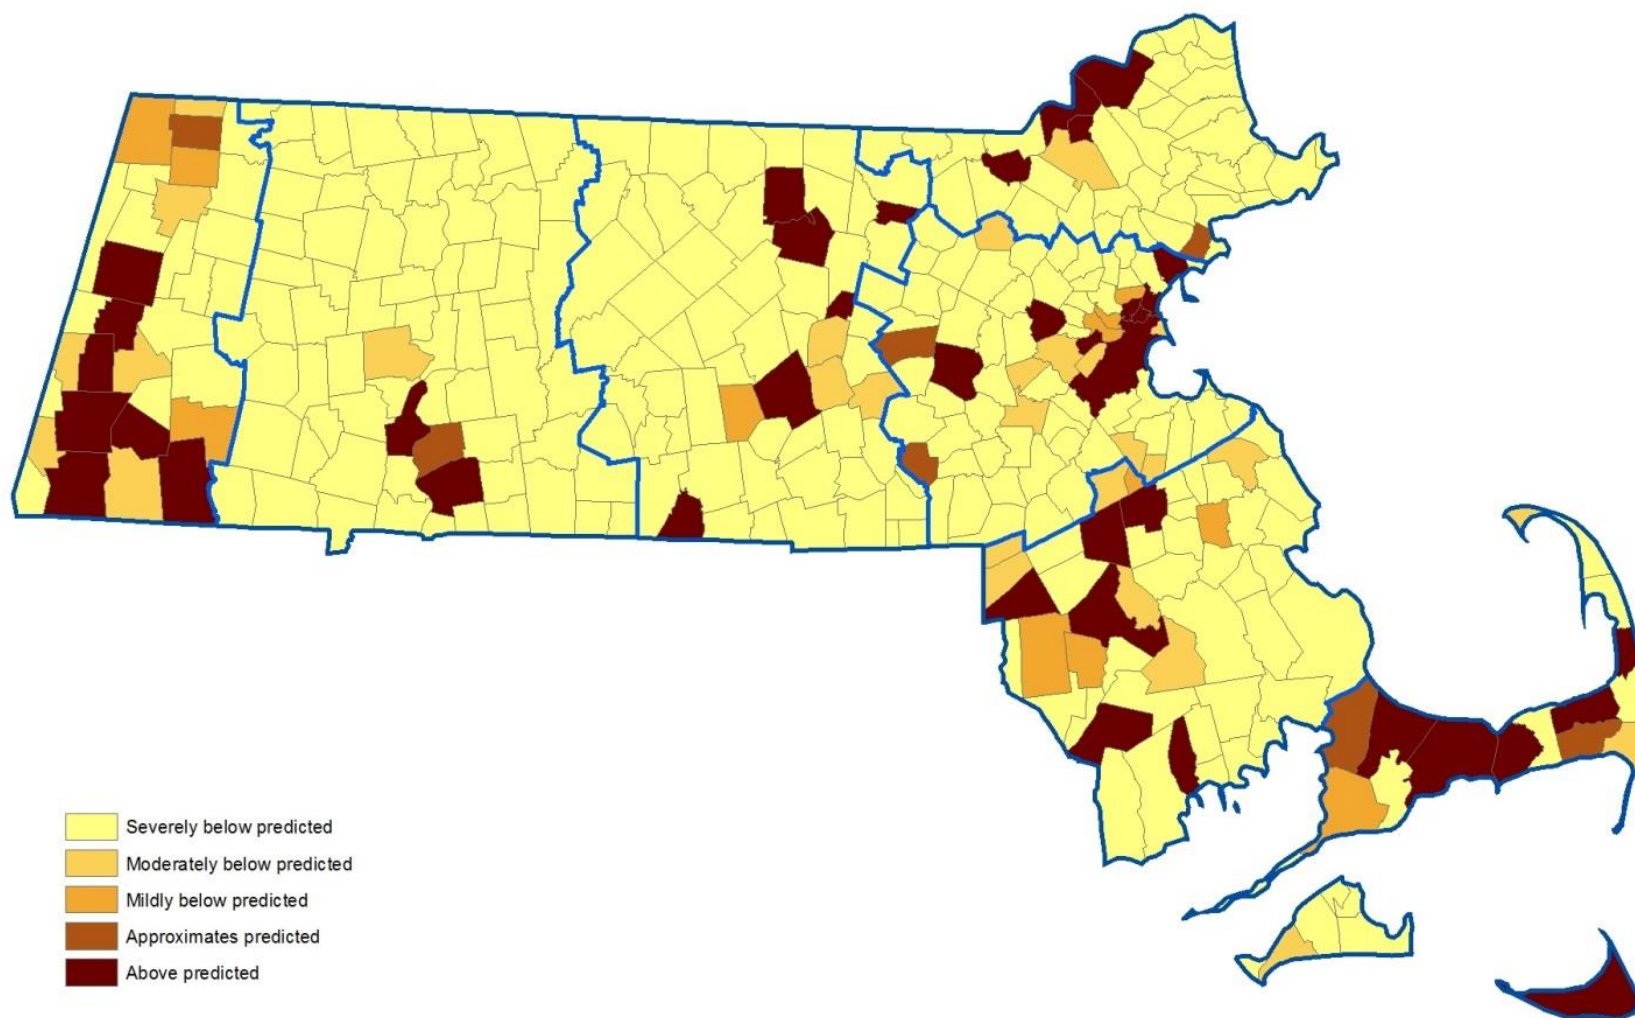 Severely below predicted
Moderately below predicted
Mildly below predicted
Approximates predicted
Above predicted